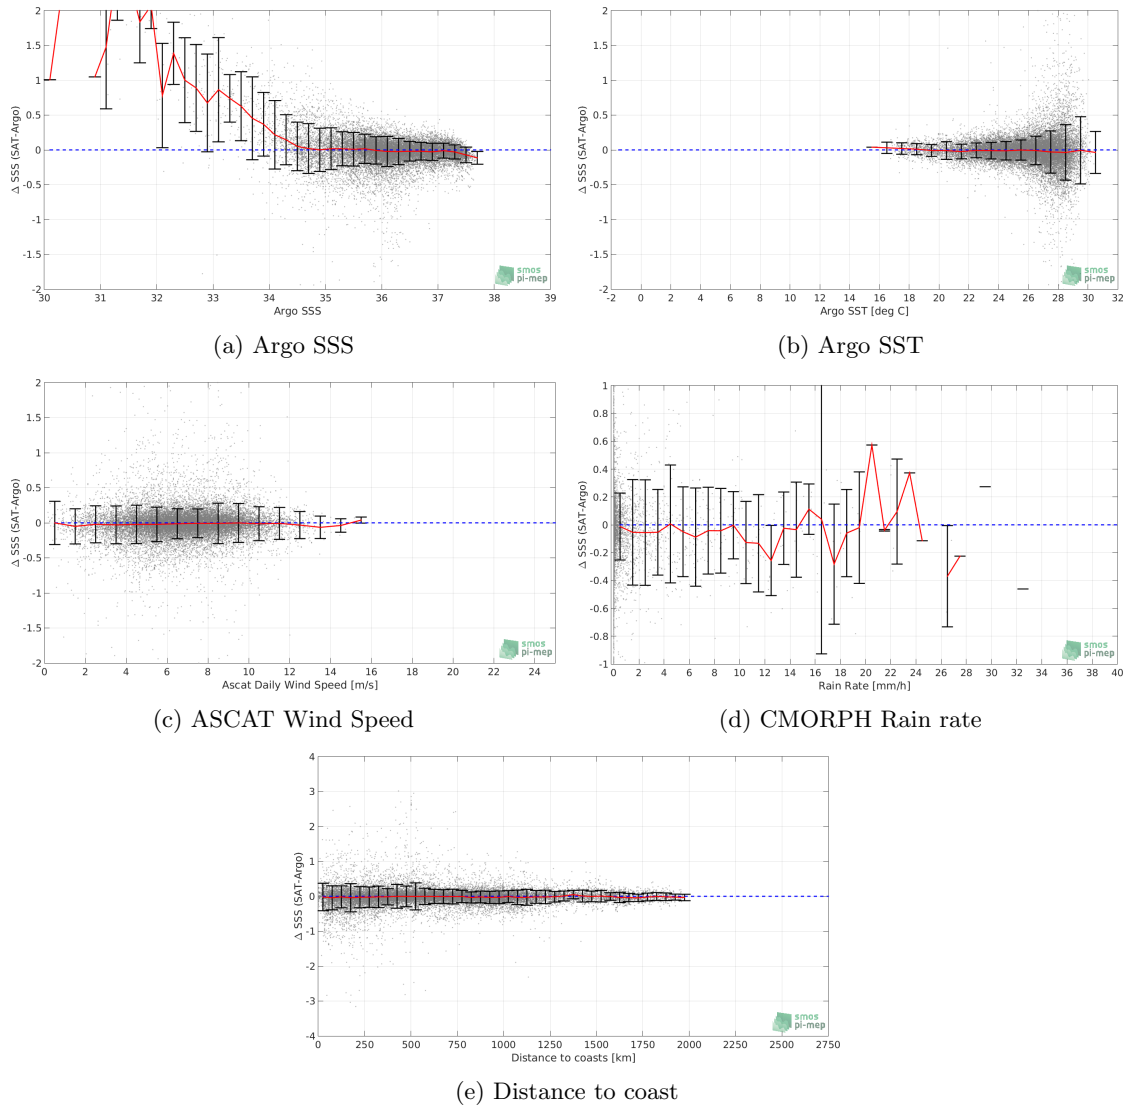 2
1.5
1
0.5
0
-0.5
-1
-1.5
-2
Δ SSS (SAT-Argo)
30 31 32 33 34 35 36 37 38 39
Argo SSS
smos
pi-mep
(a) Argo SSS
2
1.5
1
0.5
0
-0.5
-1
-1.5
-2
Δ SSS (SAT-Argo)
-2 0 2 4 6 8 10 12 14 16 18 20 22 24 26 28 30 32
Argo SST [deg C]
smos
pi-mep
(b) Argo SST
2
1.5
1
0.5
0
-0.5
-1
-1.5
-2
Δ SSS (SAT-Argo)
0 2 4 6 8 10 12 14 16 18 20 22 24
Ascat Daily Wind Speed [m/s]
smos
pi-mep
(c) ASCAT Wind Speed
1
0.8
0.6
0.4
0.2
0
-0.2
-0.4
-0.6
-0.8
-1
Δ SSS (SAT-Argo)
0 2 4 6 8 10 12 14 16 18 20 22 24 26 28 30 32 34 36 38 40
Rain Rate [mm/h]
smos
pi-mep
(d) CMORPH Rain rate
4
3
2
1
0
-1
-2
-3
-4
Δ SSS (SAT-Argo)
0 250 500 750 1000 1250 1500 1750 2000 2250 2500 2750
Distance to coasts [km]
smos
pi-mep
(e) Distance to coast